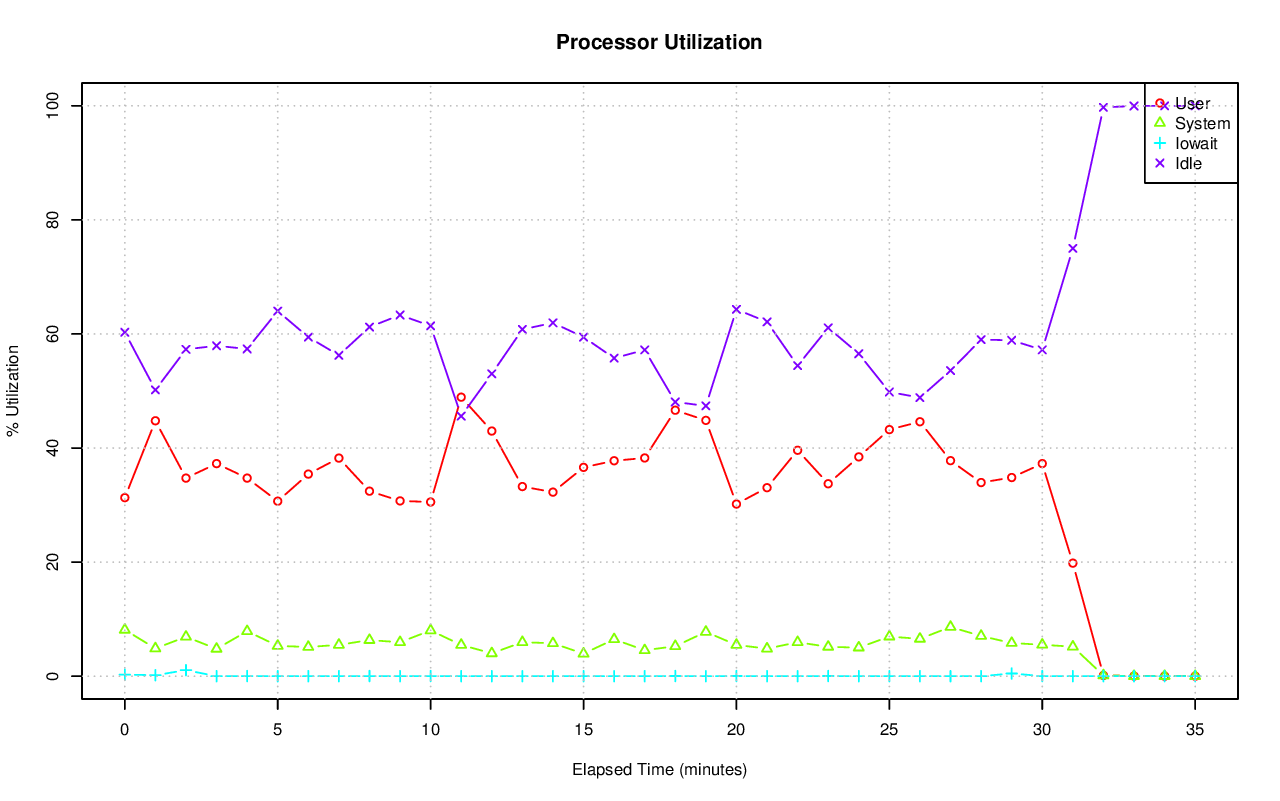 Processor Utilization
% Utilization
100
80
60
40
20
0
User
System
Iowait
Idle
0 5 10 15 20 25 30 35
Elapsed Time (minutes)